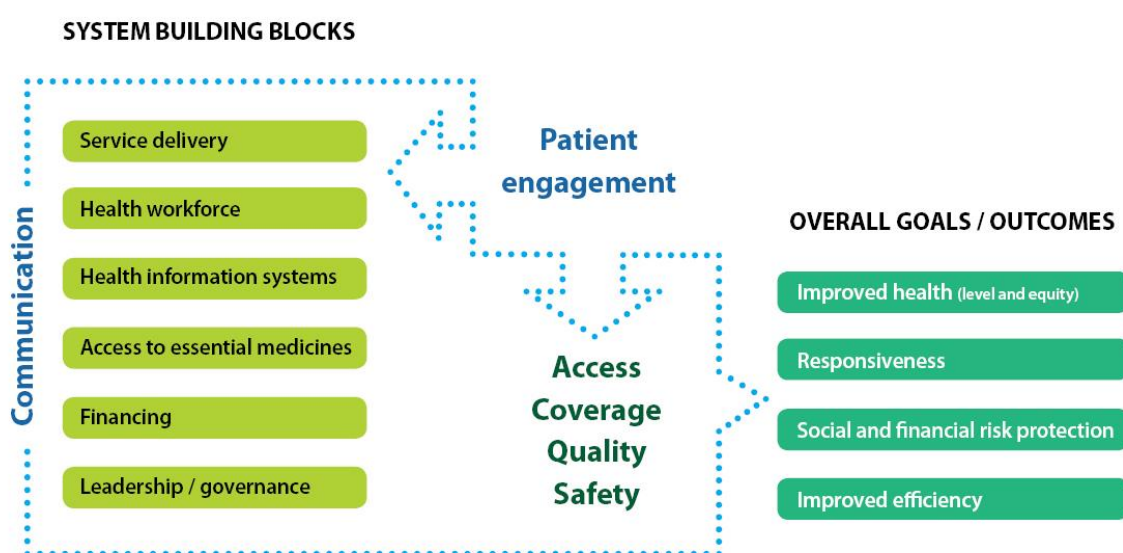 SYSTEM BUILDING BLOCKS
Communication
Service delivery
Health workforce
Health information systems
Access to essential medicines
Financing
Leadership / governance
Patient
engagement
Access
Coverage
Quality
Safety
OVERALL GOALS / OUTCOMES
Improved health (level and equity)
Responsiveness
Social and financial risk protection
Improved efficiency